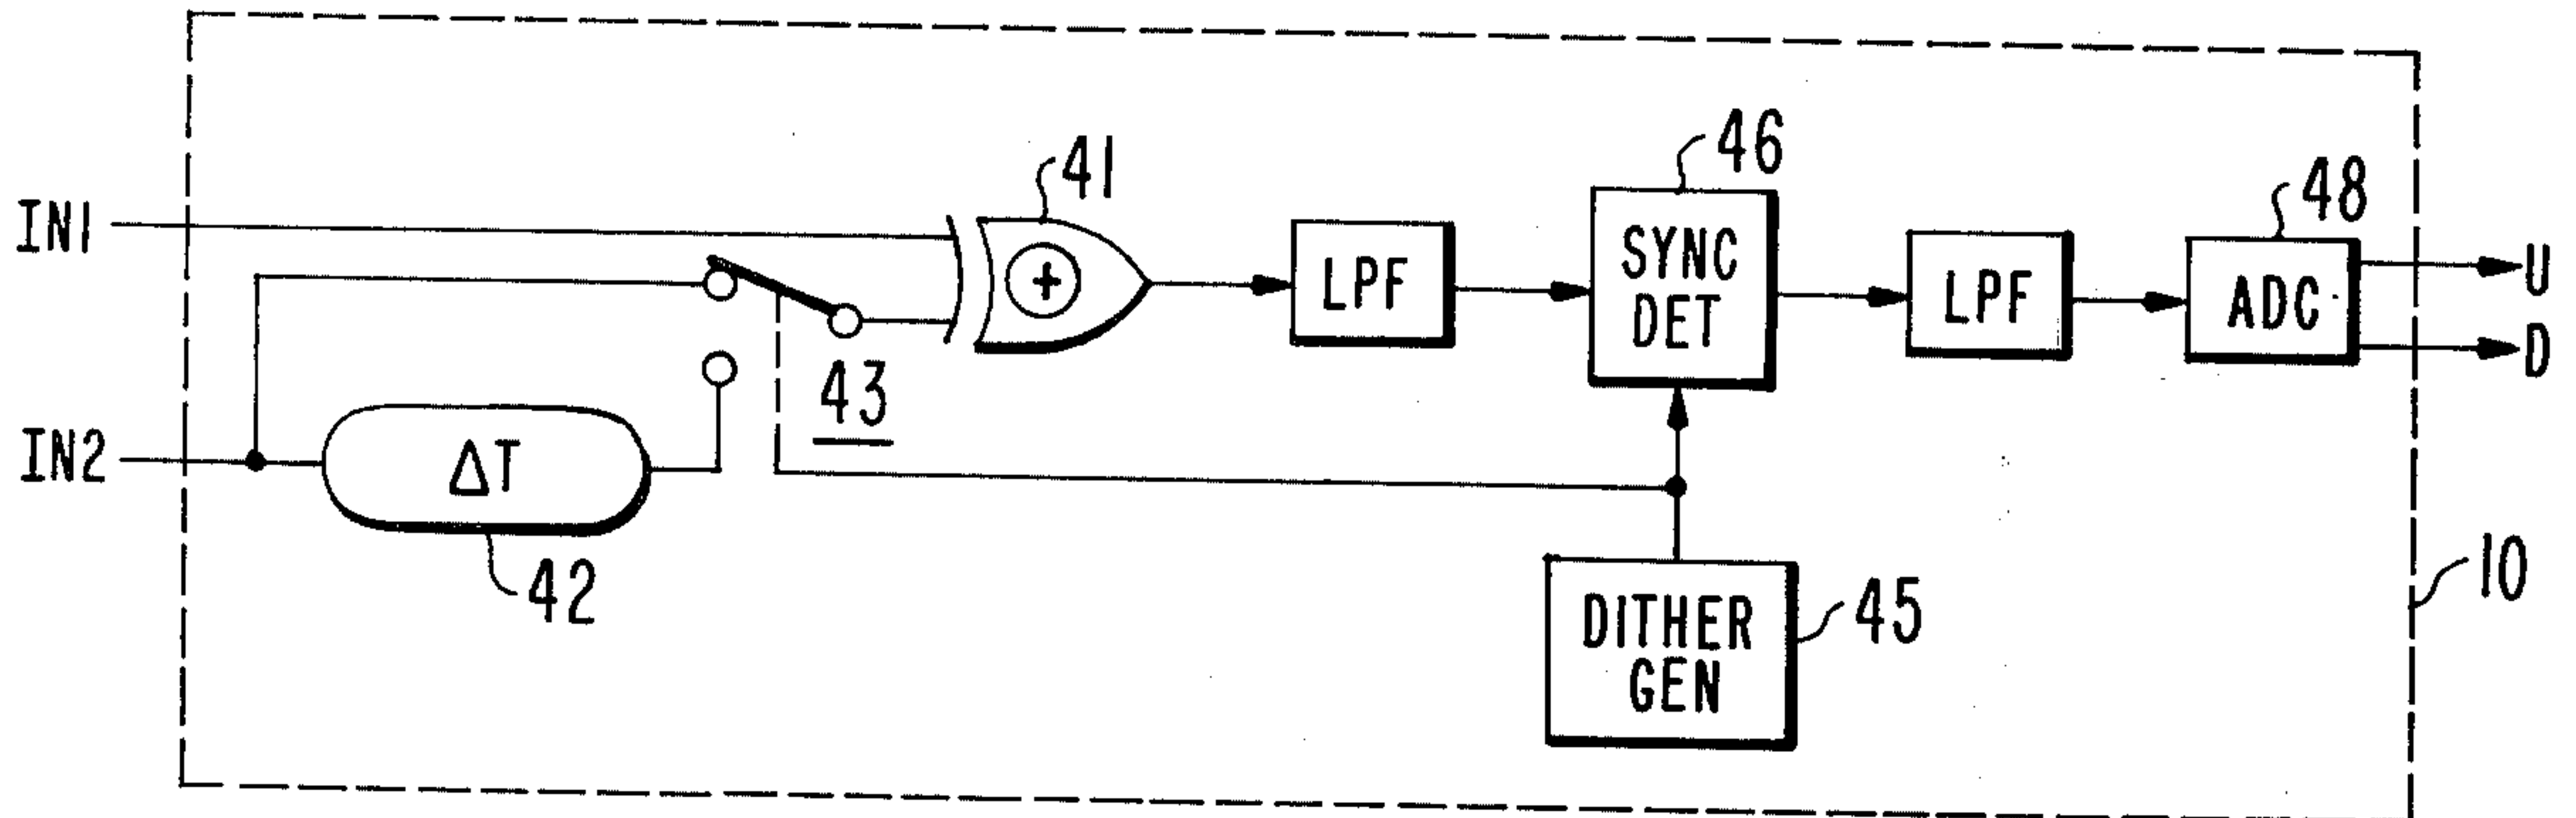 IN1
IN2
ΔT
42
43
41
+
LPF
SYNC
DET
46
LPF
ADC
48
U
D
DITHER
GEN
45
10